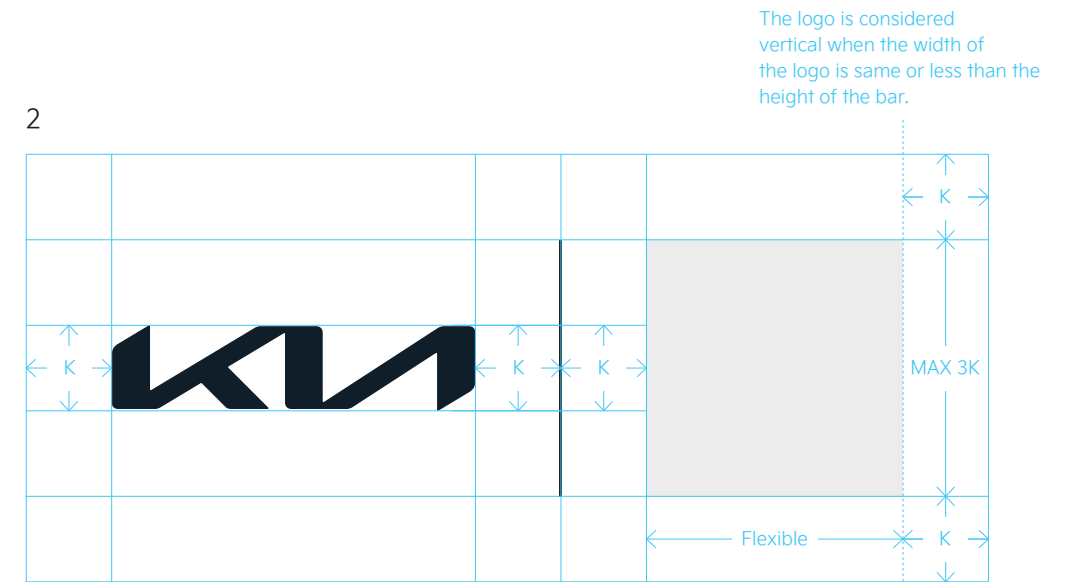 The logo is considered
vertical when the width of
the logo is same or less than the
height of the bar.
2
K
KIA
K
K
K
MAX 3K
Flexible
K